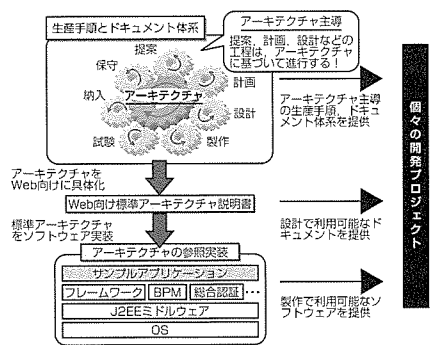 生産手順とドキュメント体系
アーキテクチャ主導
提案、計画、設計などの
工程は、アーキテクチャ
に基づいて進行する!
提案
保守
計画
納入
アーキテクチャ
設計
試験
製作
アーキテクチャ主導
の生産手順、ドキュ
メント体系を提供
アーキテクチャを
Web向けに具体化
Web向け標準アーキテクチャ説明書
設計で利用可能なド
キュメントを提供
標準アーキテクチャ
をソフトウェア実装
アーキテクチャの参照実装
サンプルアプリケーション
フレームワーク BPM 総合認証 …
J2EEミドルウェア
OS
製作で利用可能なソ
フトウェアを提供
個々の開発プロジェクト